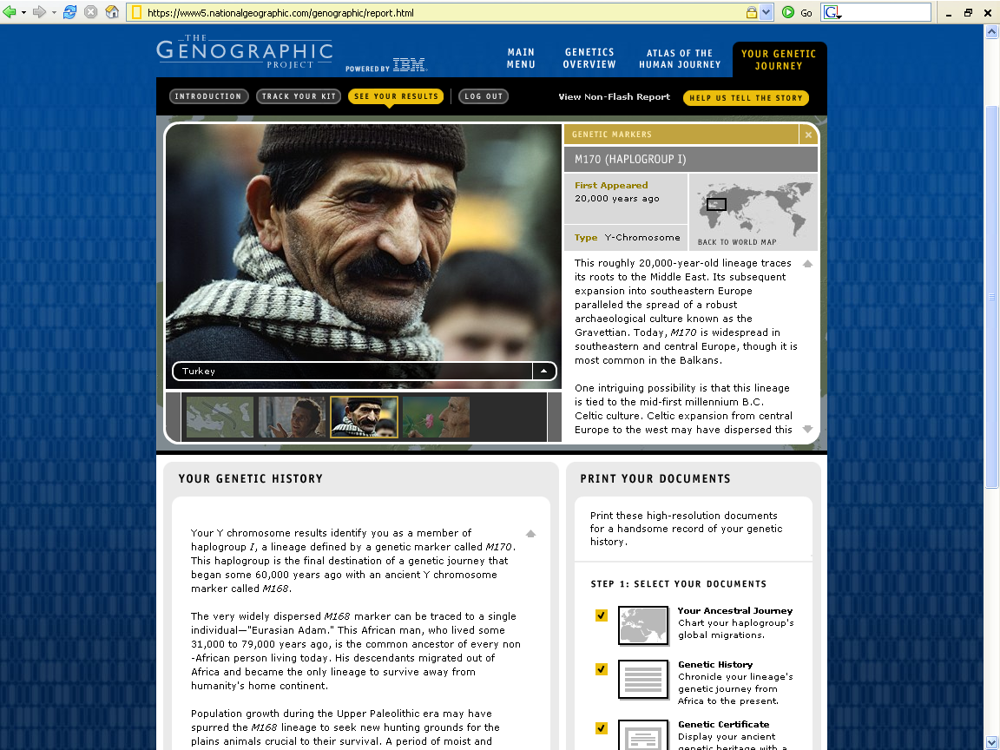 https://www5.nationalgeographic.com/genographic/report.html
Go
G
THE
GENOGRAPHIC
PROJECT
POWERED BY IBM
MAIN
MENU
GENETICS
OVERVIEW
ATLAS OF THE
HUMAN JOURNEY
YOUR GENETIC
JOURNEY
INTRODUCTION
TRACK YOUR KIT
SEE YOUR RESULTS
LOG OUT
View Non-Flash Report
HELP US TELL THE STORY
Turkey
GENETIC MARKERS
M170 (HAPLOGROUP I)
First Appeared
20,000 years ago
Type Y-Chromosome
BACK TO WORLD MAP
This roughly 20,000-year-old lineage traces
its roots to the Middle East. Its subsequent
expansion into southeastern Europe
paralleled the spread of a robust
archaeological culture known as the
Gravettian. Today, M170 is widespread in
southeastern and central Europe, though it is
most common in the Balkans.
One intriguing possibility is that this lineage
is tied to the mid-first millennium B.C.
Celtic culture. Celtic expansion from central
Europe to the west may have dispersed this
YOUR GENETIC HISTORY
Your Y chromosome results identify you as a member of
haplogroup I, a lineage defined by a genetic marker called M170.
This haplogroup is the final destination of a genetic journey that
began some 60,000 years ago with an ancient Y chromosome
marker called M168.
The very widely dispersed M168 marker can be traced to a single
individual—"Eurasian Adam." This African man, who lived some
31,000 to 79,000 years ago, is the common ancestor of every non
-African person living today. His descendants migrated out of
Africa and became the only lineage to survive away from
humanity's home continent.
Population growth during the Upper Paleolithic era may have
spurred the M168 lineage to seek new hunting grounds for the
plains animals crucial to their survival. A period of moist and
PRINT YOUR DOCUMENTS
Print these high-resolution documents
for a handsome record of your genetic
history.
STEP 1: SELECT YOUR DOCUMENTS
Your Ancestral Journey
Chart your haplogroup's
global migrations.
Genetic History
Chronicle your lineage's
genetic journey from
Africa to the present.
Genetic Certificate
Display your ancient
genetic heritage with a